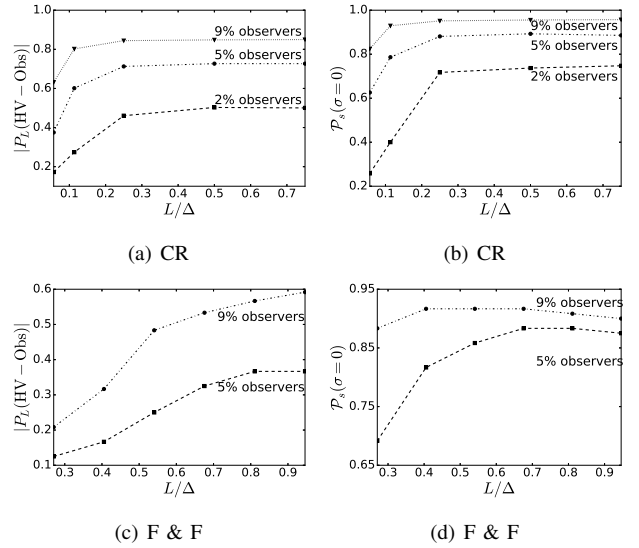 1.0
0.8
0.6
0.4
0.2
|P_L(HV − Obs)|
9% observers
5% observers
2% observers
0.1 0.2 0.3 0.4 0.5 0.6 0.7
L/Δ
(a) CR
1.0
0.8
0.6
0.4
0.2
𝒫_s(σ = 0)
9% observers
5% observers
2% observers
0.1 0.2 0.3 0.4 0.5 0.6 0.7
L/Δ
(b) CR
0.6
0.5
0.4
0.3
0.2
0.1
|P_L(HV − Obs)|
9% observers
5% observers
0.3 0.4 0.5 0.6 0.7 0.8 0.9
L/Δ
(c) F & F
0.95
0.85
0.75
0.65
𝒫_s(σ = 0)
9% observers
5% observers
0.3 0.4 0.5 0.6 0.7 0.8 0.9
L/Δ
(d) F & F